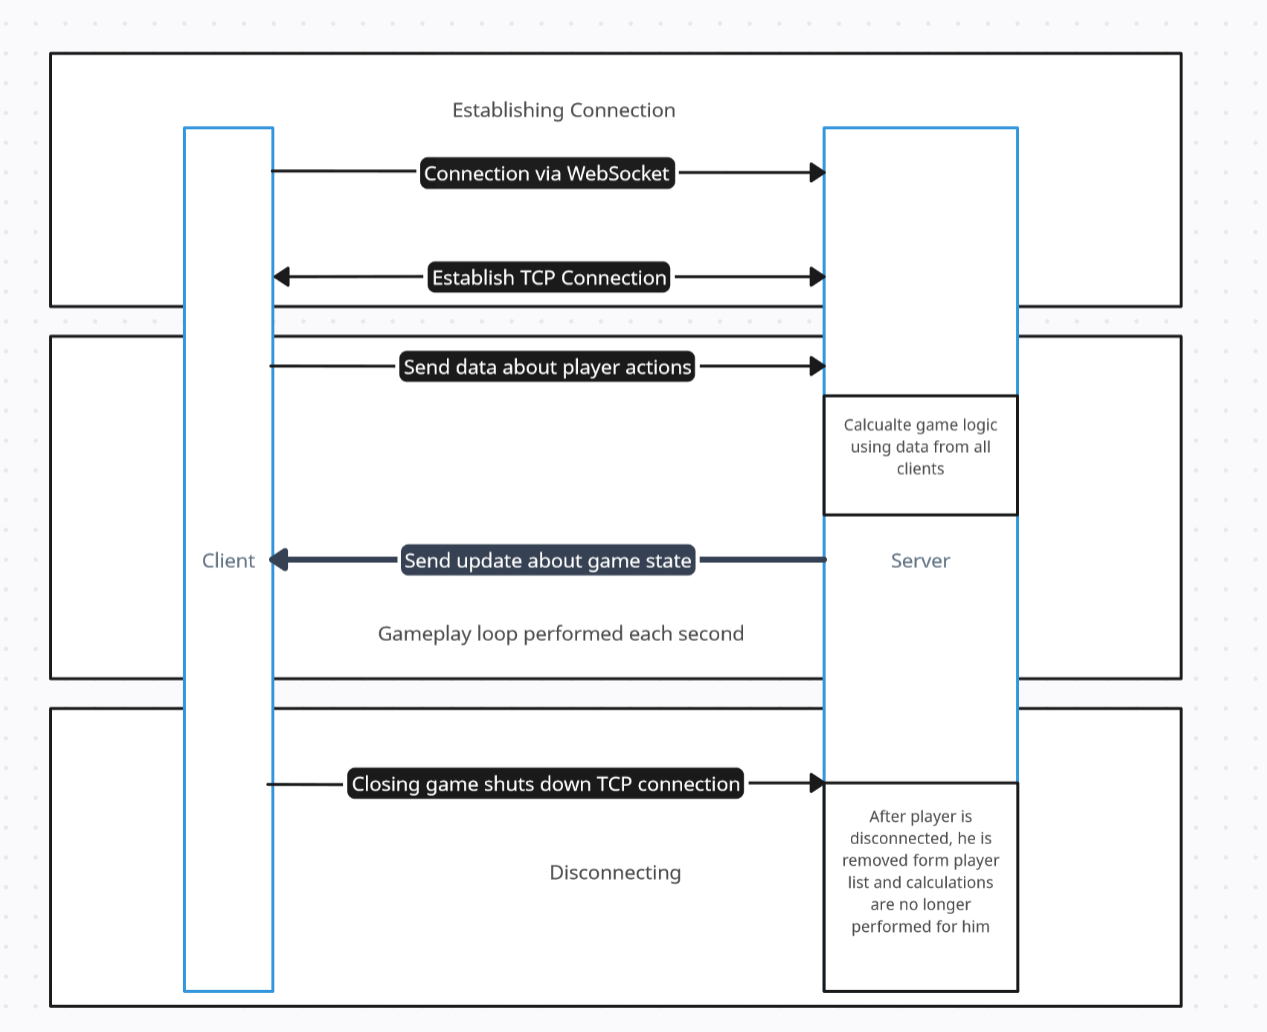 Establishing Connection
Connection via WebSocket
Establish TCP Connection
Send data about player actions
Calcualte game logic
using data from all
clients
Client
Send update about game state
Server
Gameplay loop performed each second
Closing game shuts down TCP connection
After player is
disconnected, he is
removed form player
list and calculations
are no longer
performed for him
Disconnecting